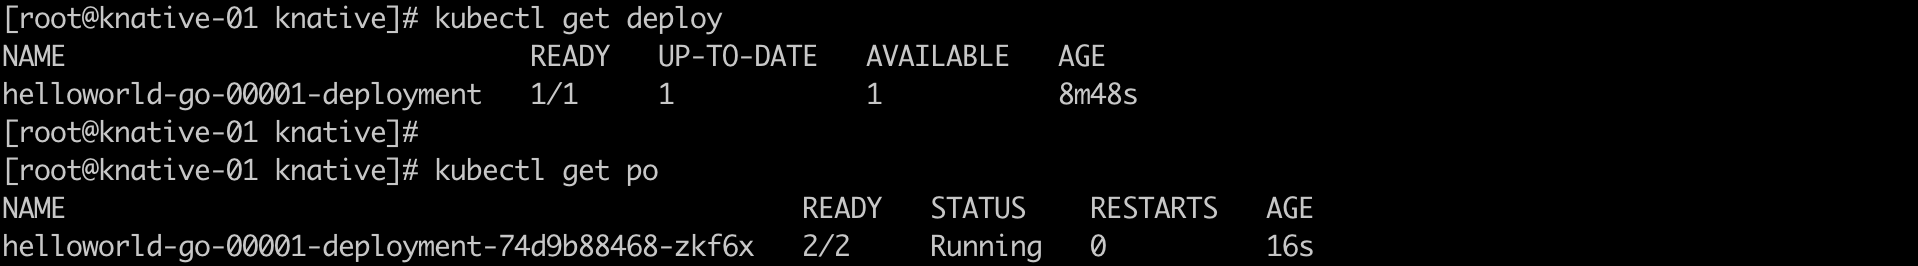 [root@knative-01 knative]# kubectl get deploy
NAME                             READY   UP-TO-DATE   AVAILABLE   AGE
helloworld-go-00001-deployment   1/1     1            1           8m48s
[root@knative-01 knative]#
[root@knative-01 knative]# kubectl get po
NAME                                              READY   STATUS    RESTARTS   AGE
helloworld-go-00001-deployment-74d9b88468-zkf6x   2/2     Running   0          16s